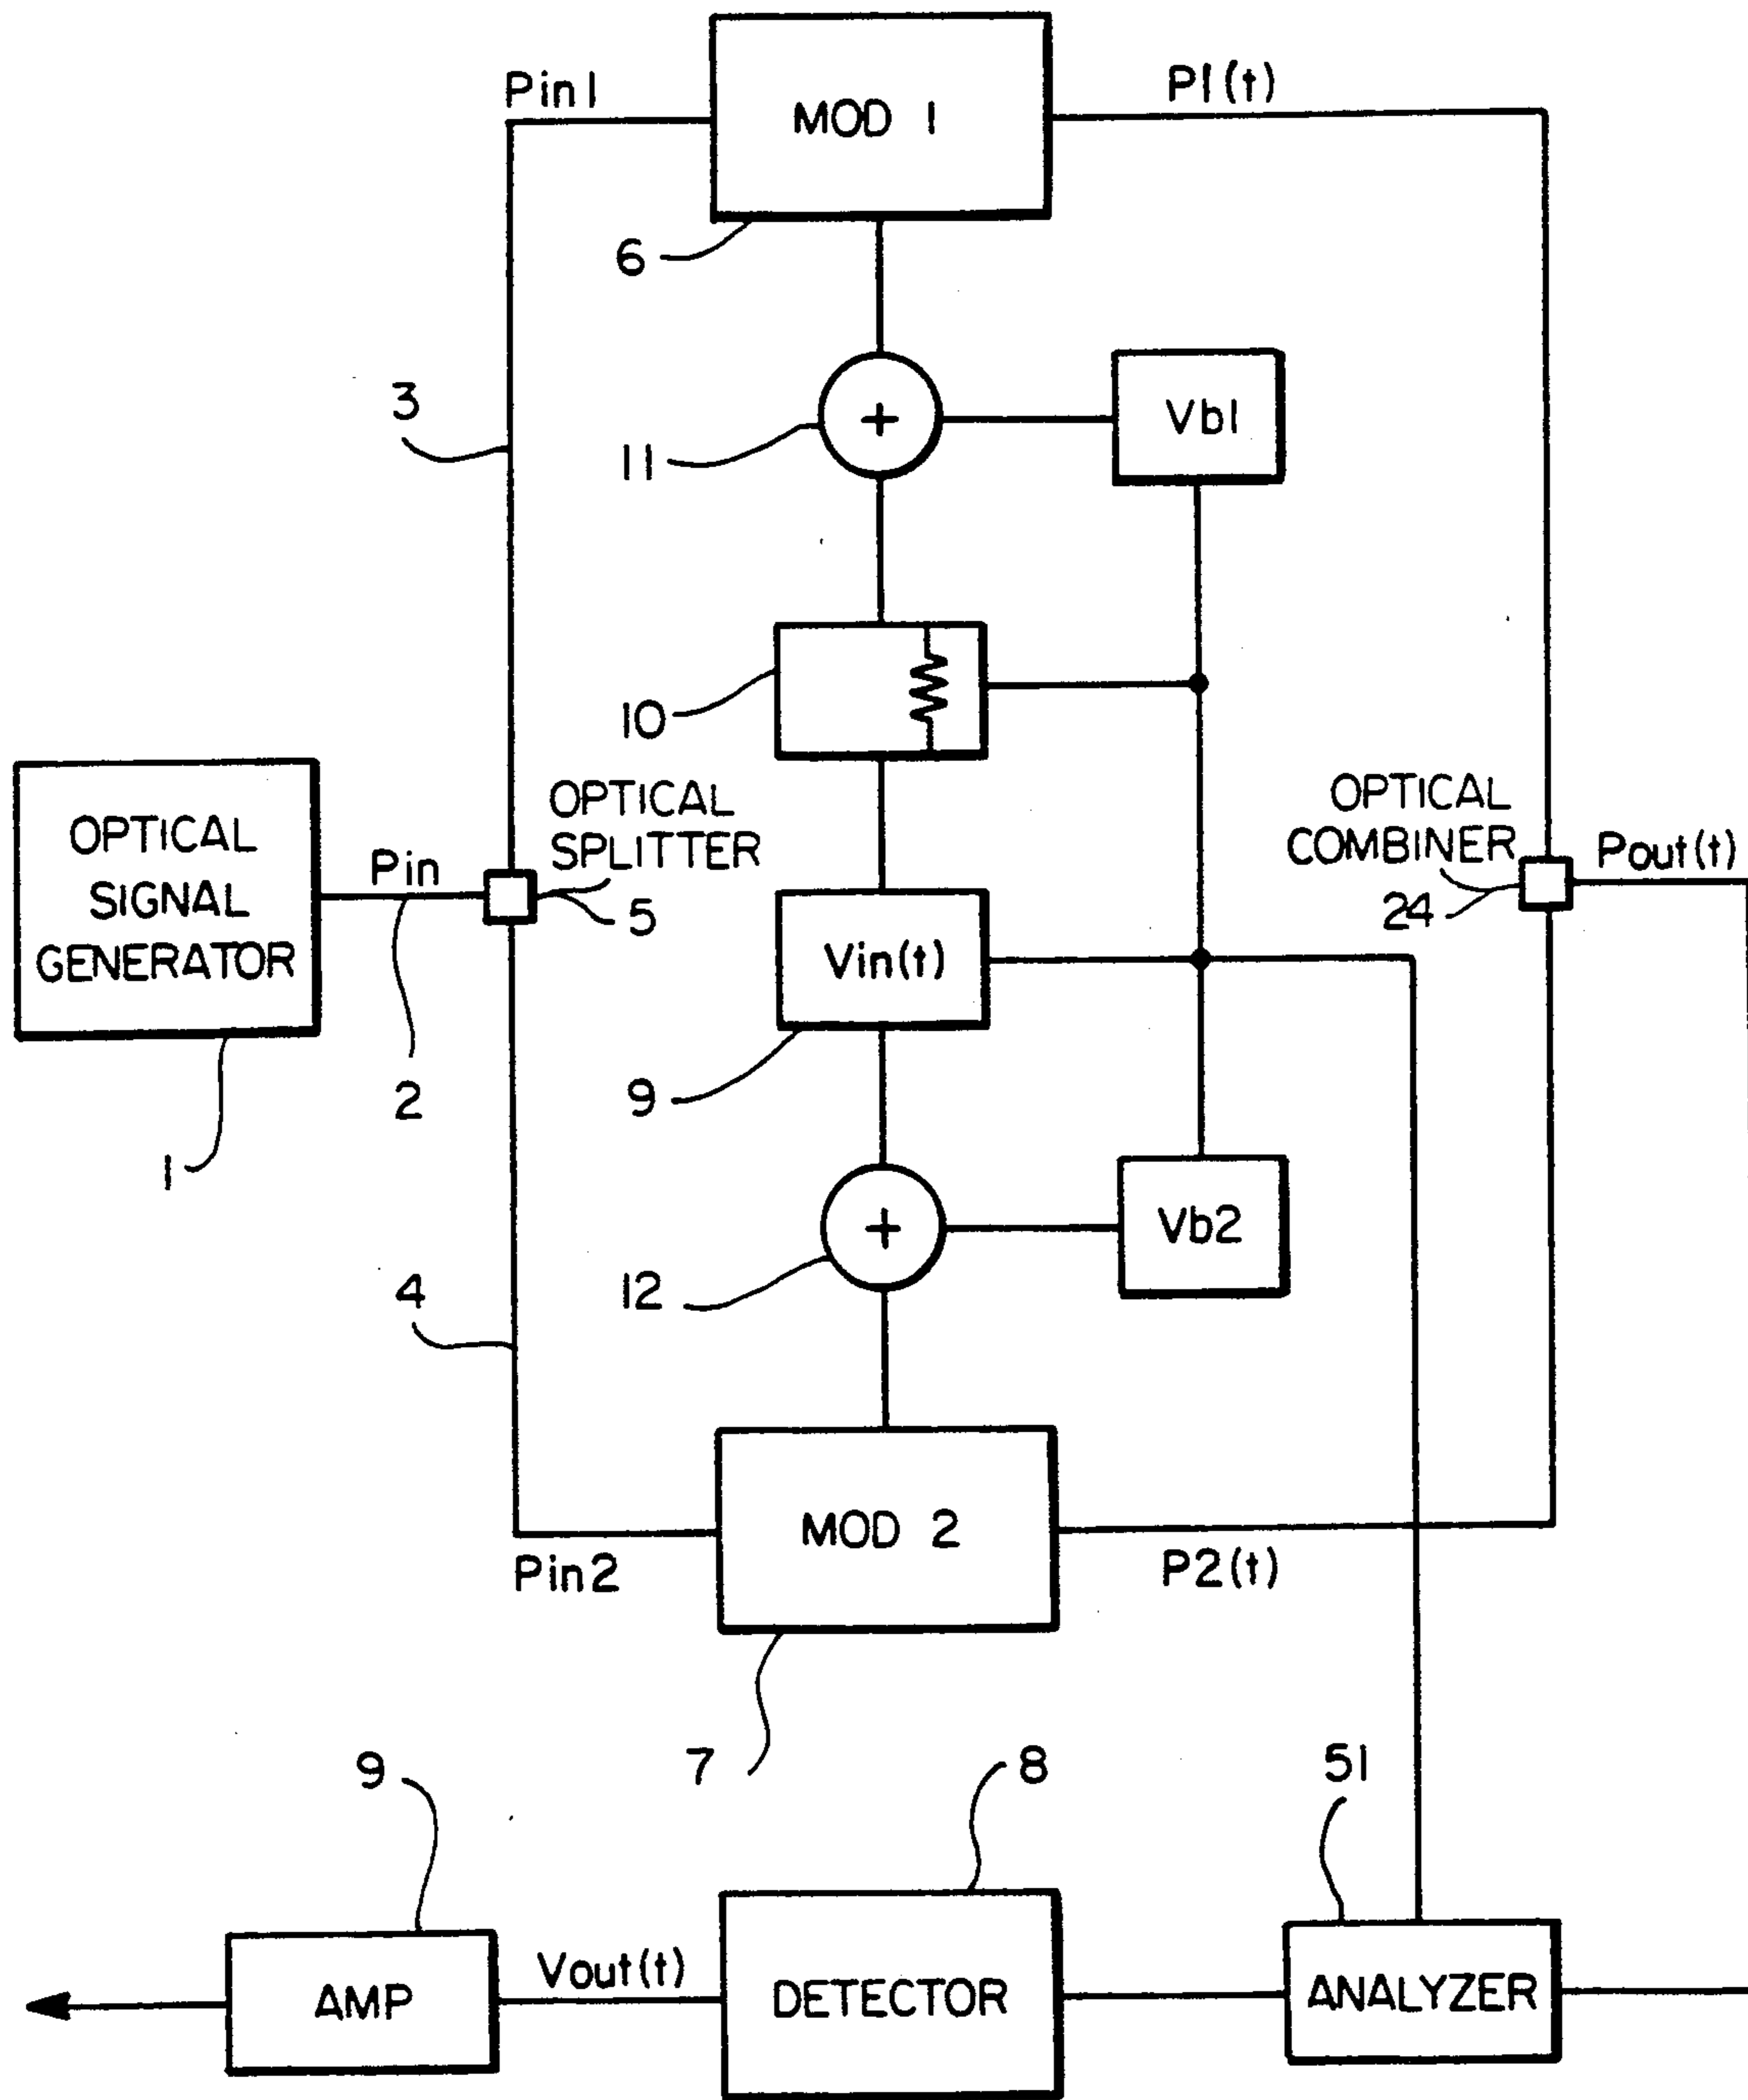 Pin1
MOD 1
P1(t)
6
3
11
+
Vb1
10
OPTICAL
SIGNAL
GENERATOR
Pin
OPTICAL
SPLITTER
5
OPTICAL
COMBINER
24
Pout(t)
Vin(t)
2
9
1
+
Vb2
12
4
MOD 2
Pin2
P2(t)
7
8
51
9
AMP
Vout(t)
DETECTOR
ANALYZER